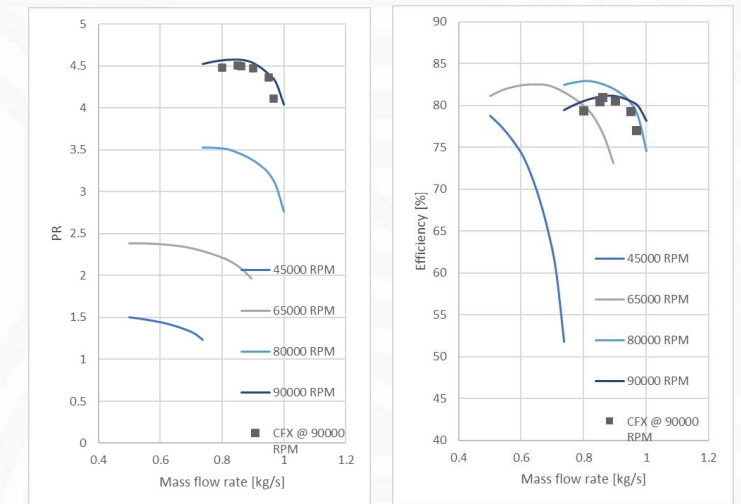 5
4.5
4
3.5
3
2.5
2
1.5
1
0.5
0
PR
0.4
0.6
0.8
1
1.2
Mass flow rate [kg/s]
45000 RPM
65000 RPM
80000 RPM
90000 RPM
CFX @ 90000
RPM
90
85
80
75
70
65
60
55
50
45
40
Efficiency [%]
0.4
0.6
0.8
1
1.2
Mass flow rate [kg/s]
45000 RPM
65000 RPM
80000 RPM
90000 RPM
CFX @ 90000
RPM